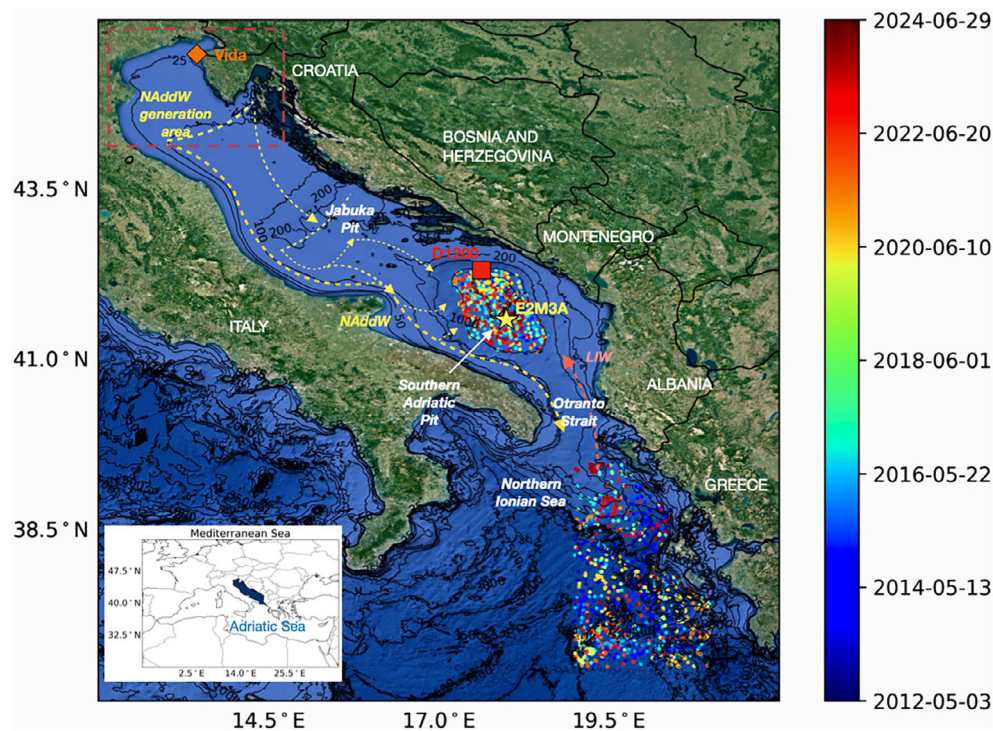 2024-06-29
2022-06-20
2020-06-10
2018-06-01
2016-05-22
2014-05-13
2012-05-03
43.5°N
41.0°N
38.5°N
14.5°E
17.0°E
19.5°E
Vida
25
NAddW
generation
area
CROATIA
BOSNIA AND
HERZEGOVINA
200
200
100
Jabuka
Pit
MONTENEGRO
D1200
200
E2M3A
ITALY
NAddW
50
100
LIW
ALBANIA
Southern
Adriatic
Pit
Otranto
Strait
Northern
Ionian Sea
GREECE
Mediterranean Sea
47.5°N
40.0°N
32.5°N
Adriatic Sea
2.5°E
14.0°E
25.5°E